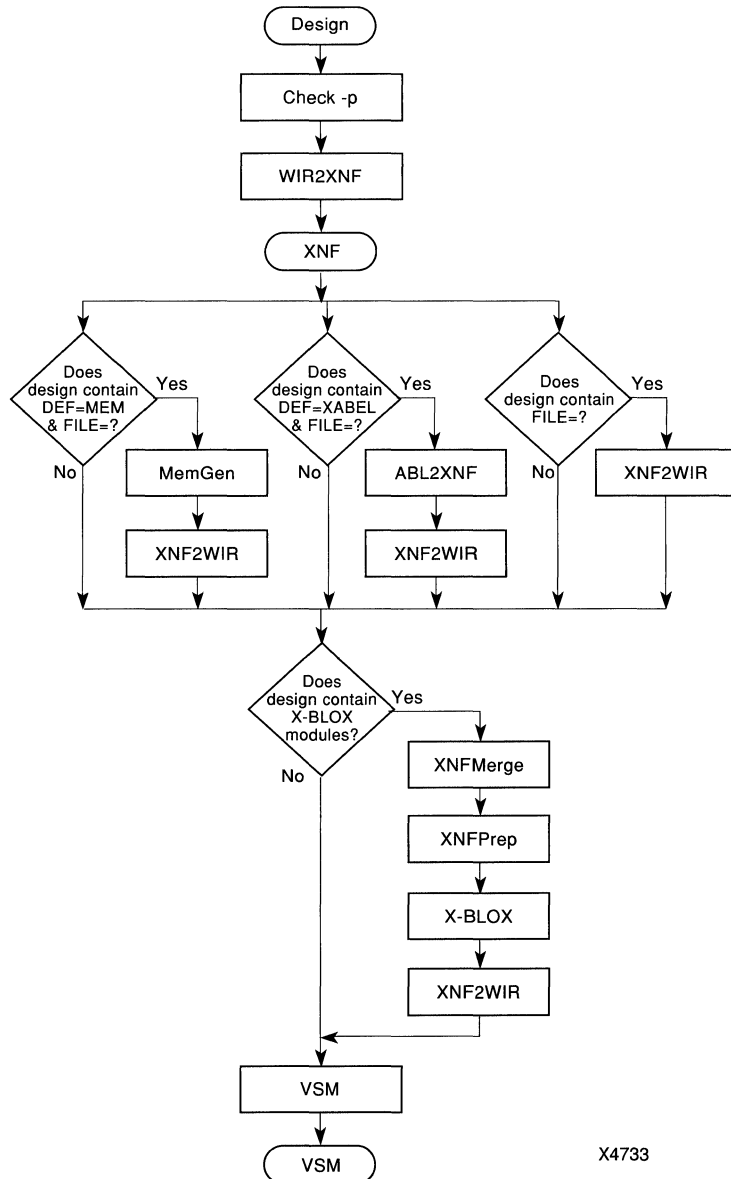 Design
Check -p
WIR2XNF
XNF
Does
design contain
DEF=MEM
& FILE=?
Yes
No
MemGen
XNF2WIR
Does
design contain
DEF=XABEL
& FILE=?
Yes
No
ABL2XNF
XNF2WIR
Does
design contain
FILE=?
Yes
No
XNF2WIR
Does
design contain
X-BLOX
modules?
Yes
No
XNFMerge
XNFPrep
X-BLOX
XNF2WIR
VSM
VSM
X4733